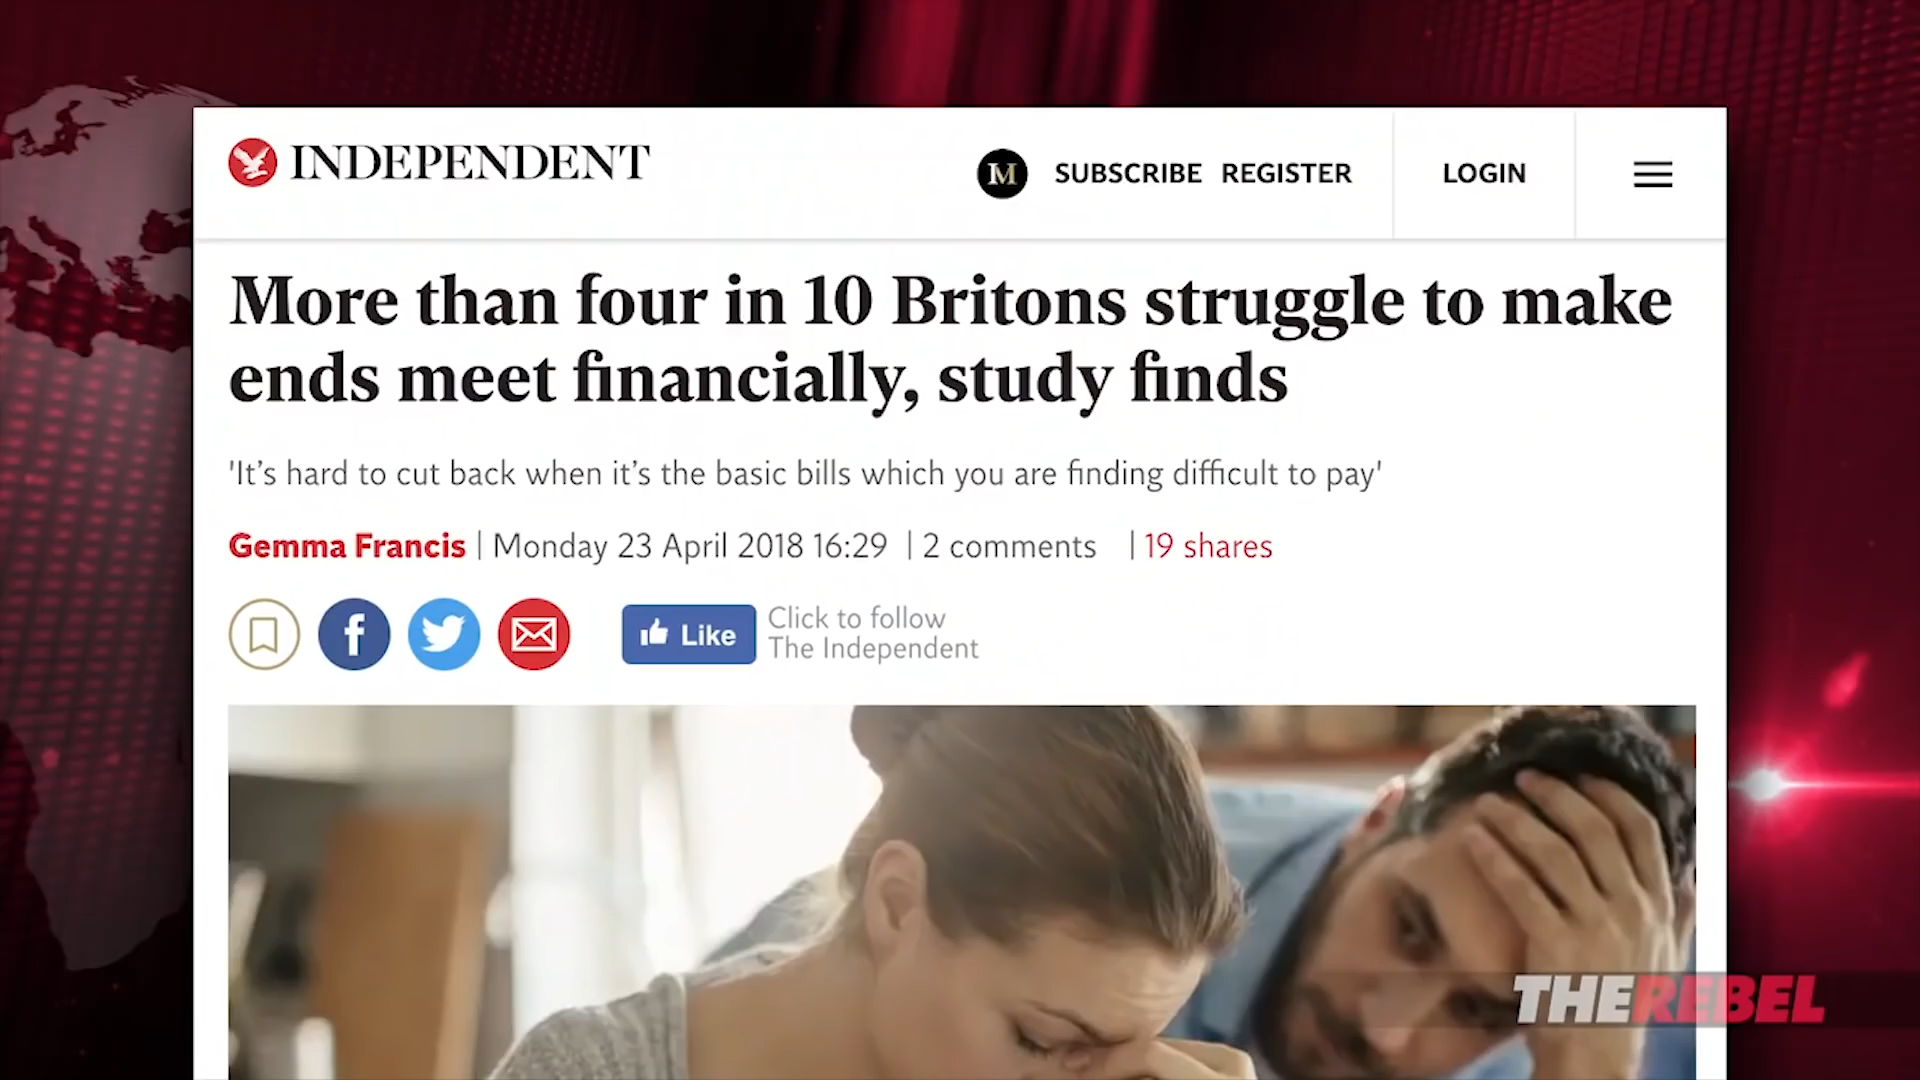 INDEPENDENT
M SUBSCRIBE REGISTER LOGIN
More than four in 10 Britons struggle to make
ends meet financially, study finds
'It’s hard to cut back when it’s the basic bills which you are finding difficult to pay'
Gemma Francis | Monday 23 April 2018 16:29 | 2 comments | 19 shares
f Like
Click to follow
The Independent
THEREBEL